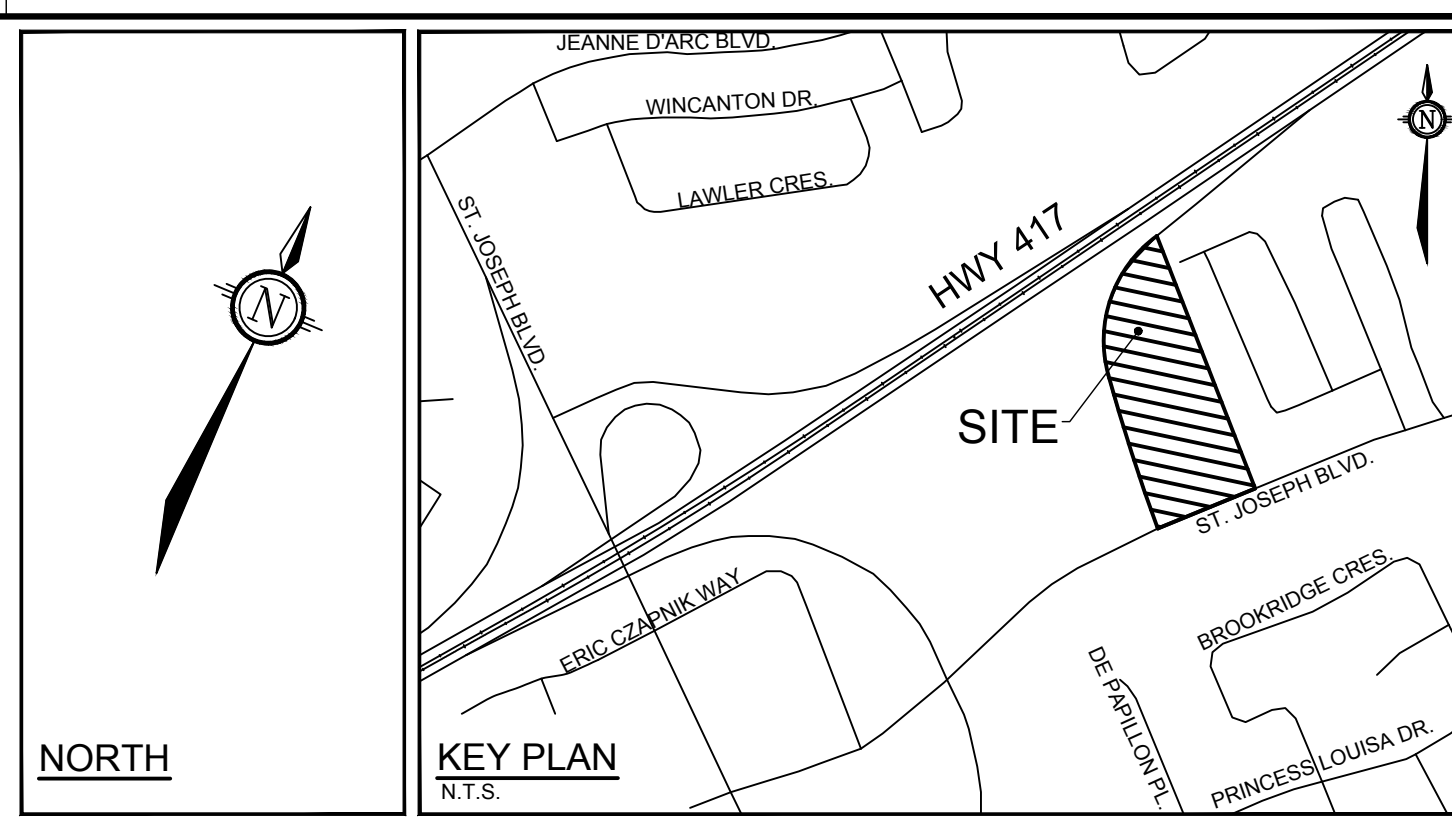 N
NORTH
JEANNE D'ARC BLVD.
WINCANTON DR.
LAWLER CRES.
ST. JOSEPH BLVD.
HWY 417
N
SITE
ST. JOSEPH BLVD.
ERIC CZAPNIK WAY
BROOKRIDGE CRES.
DE PAPILLON PL.
PRINCESS LOUISA DR.
KEY PLAN
N.T.S.